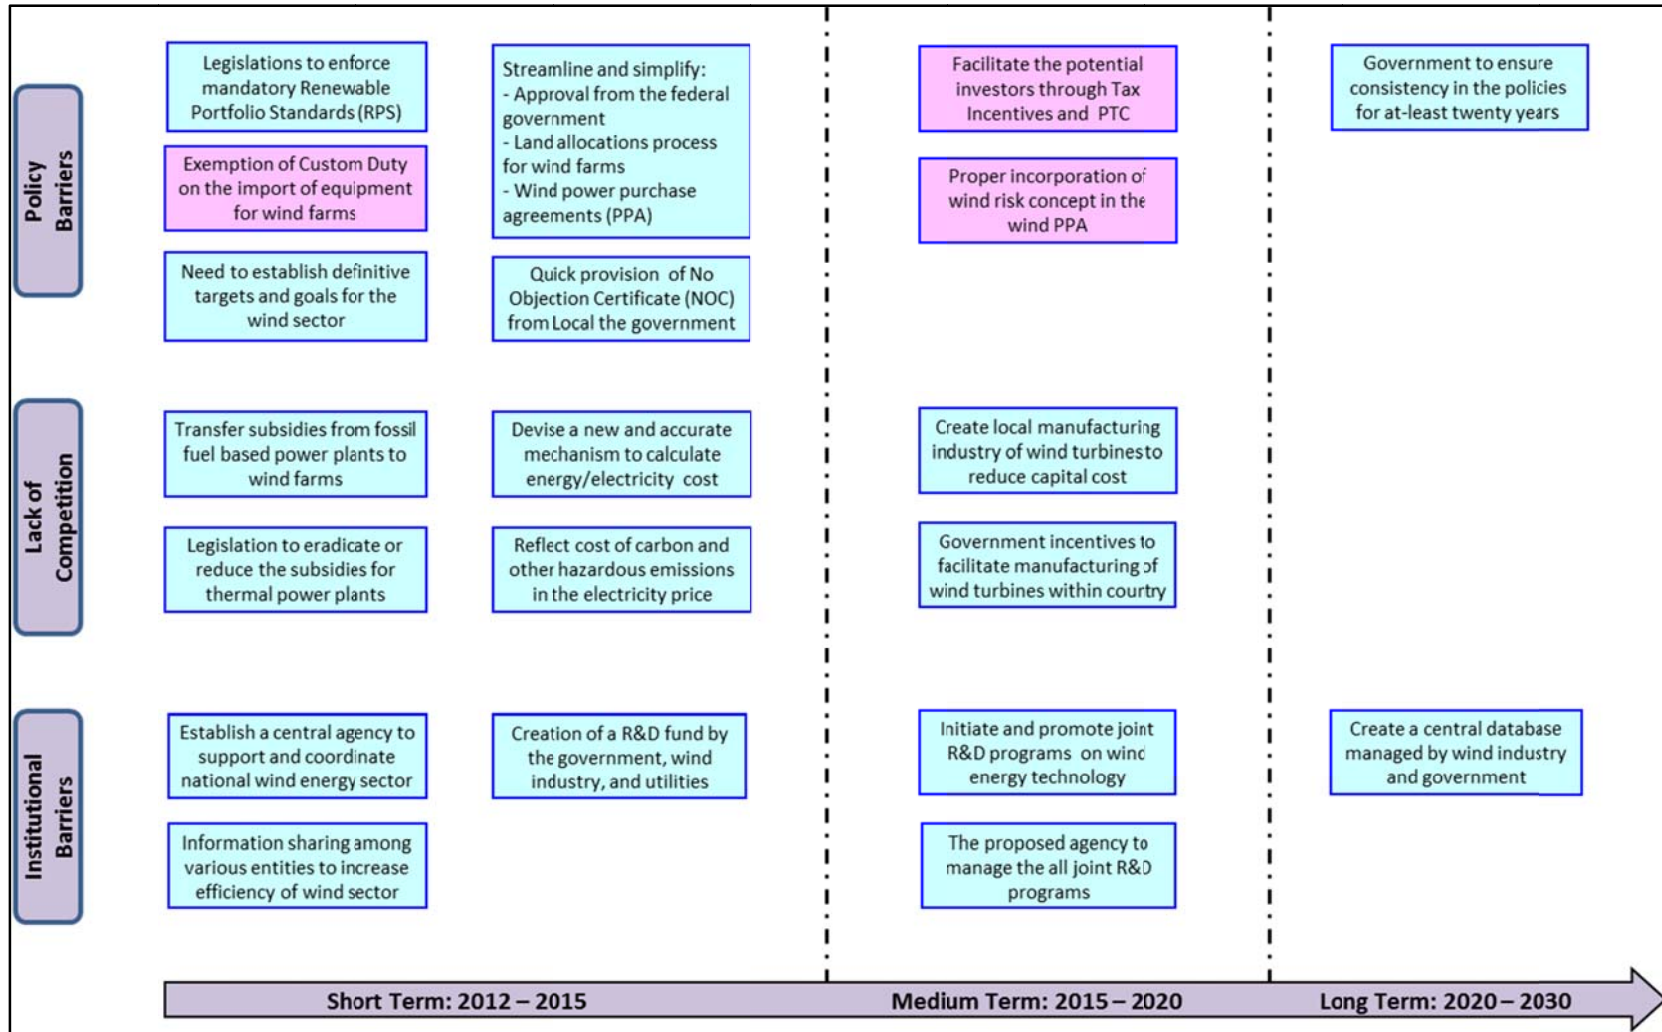 Policy
Barriers
Legislations to enforce
mandatory Renewable
Portfolio Standards (RPS)
Exemption of Custom Duty
on the import of equipment
for wind farms
Need to establish definitive
targets and goals for the
wind sector
Streamline and simplify:
- Approval from the federal
government
- Land allocations process
for wind farms
- Wind power purchase
agreements (PPA)
Quick provision of No
Objection Certificate (NOC)
from Local the government
Facilitate the potential
investors through Tax
Incentives and PTC
Proper incorporation of
wind risk concept in the
wind PPA
Government to ensure
consistency in the policies
for at-least twenty years
Lack of
Competition
Transfer subsidies from fossil
fuel based power plants to
wind farms
Legislation to eradicate or
reduce the subsidies for
thermal power plants
Devise a new and accurate
mechanism to calculate
energy/electricity cost
Reflect cost of carbon and
other hazardous emissions
in the electricity price
Create local manufacturing
industry of wind turbines to
reduce capital cost
Government incentives to
facilitate manufacturing of
wind turbines within country
Institutional
Barriers
Establish a central agency to
support and coordinate
national wind energy sector
Information sharing among
various entities to increase
efficiency of wind sector
Creation of a R&D fund by
the government, wind
industry, and utilities
Initiate and promote joint
R&D programs on wind
energy technology
The proposed agency to
manage the all joint R&D
programs
Create a central database
managed by wind industry
and government
Short Term: 2012 – 2015
Medium Term: 2015 – 2020
Long Term: 2020 – 2030